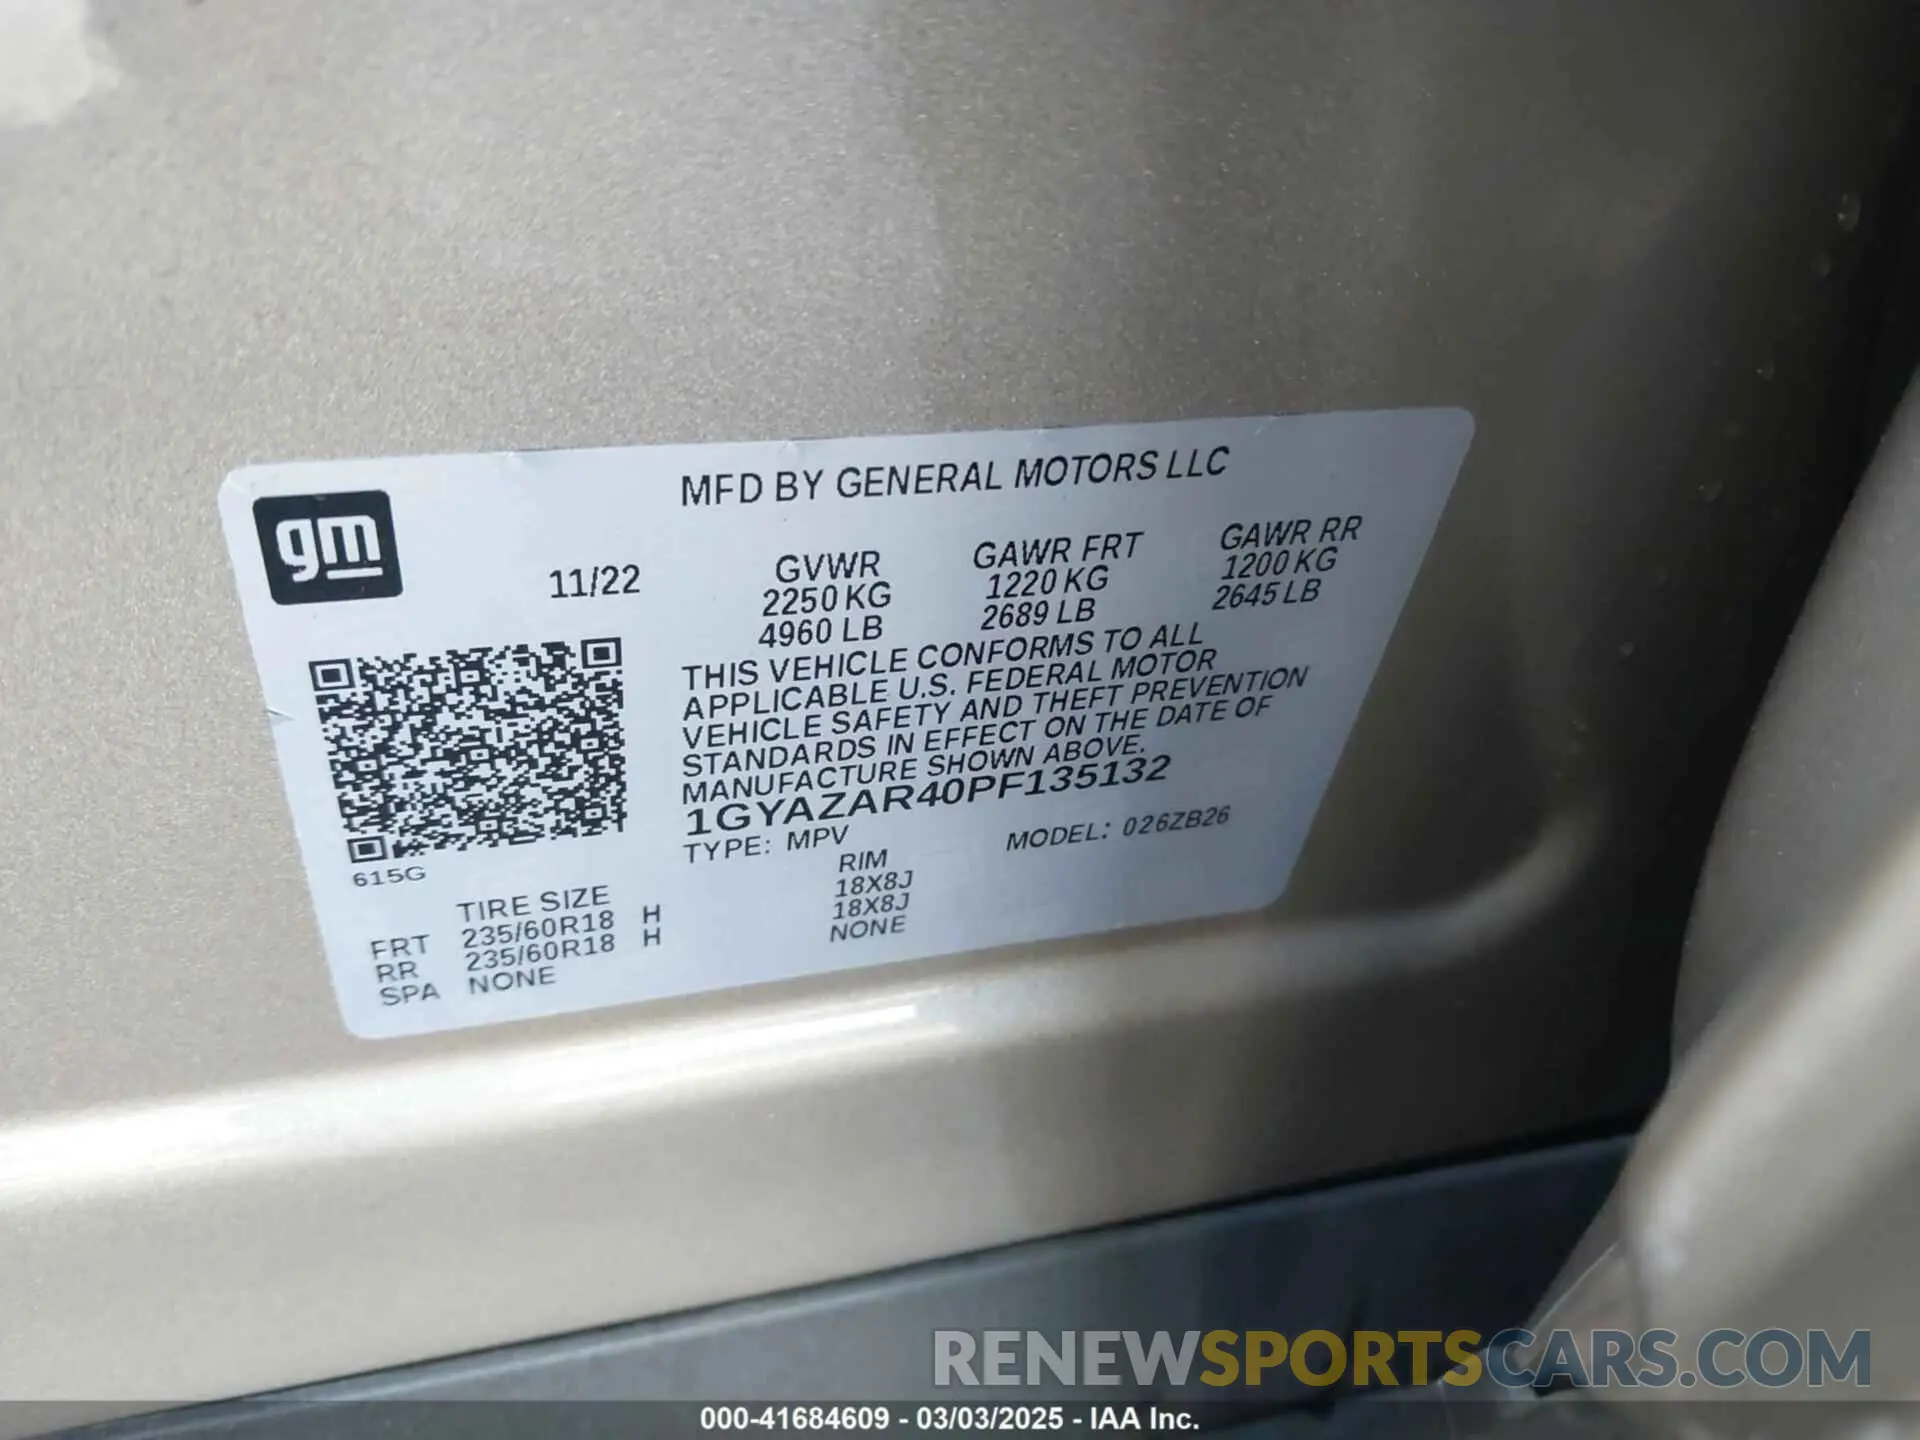 MFD BY GENERAL MOTORS LLC
gm
11/22
GVWR
2250 KG
4960 LB
GAWR FRT
1220 KG
2689 LB
GAWR RR
1200 KG
2645 LB
THIS VEHICLE CONFORMS TO ALL
APPLICABLE U.S. FEDERAL MOTOR
VEHICLE SAFETY AND THEFT PREVENTION
STANDARDS IN EFFECT ON THE DATE OF
MANUFACTURE SHOWN ABOVE.
1GYAZAR40PF135132
TYPE: MPV
MODEL: 026ZB26
615G
TIRE SIZE RIM
FRT 235/60R18 H 18X8J
RR 235/60R18 H 18X8J
SPA NONE NONE
RENEWSPORTSCARS.COM
000-41684609 - 03/03/2025 - IAA Inc.